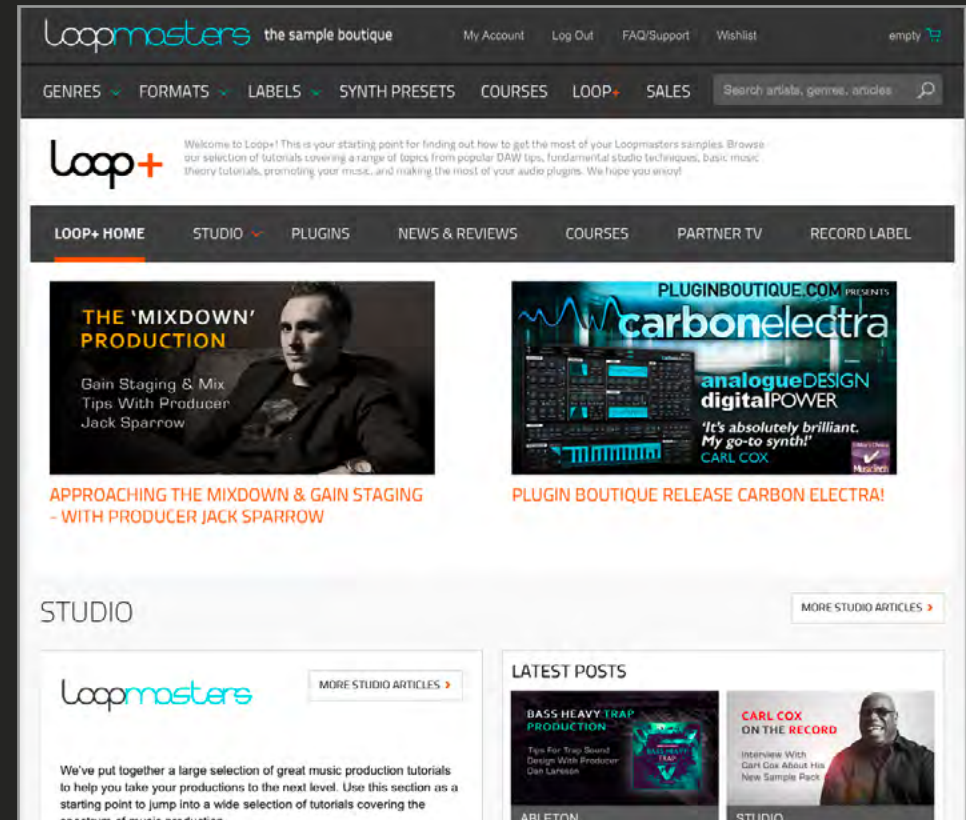 Loopmasters the sample boutique My Account Log Out FAQ/Support Wishlist empty
GENRES FORMATS LABELS SYNTH PRESETS COURSES LOOP+ SALES Search artists, genres, articles
Loop+
Welcome to Loop+! This is your starting point for finding out how to get the most of your Loopmasters samples. Browse
our selection of tutorials covering a range of topics from popular DAW tips, fundamental studio techniques, basic music
theory tutorials, promoting your music, and making the most of your audio plugins. We hope you enjoy!
LOOP+ HOME STUDIO PLUGINS NEWS & REVIEWS COURSES PARTNER TV RECORD LABEL
THE 'MIXDOWN'
PRODUCTION
Gain Staging & Mix
Tips With Producer
Jack Sparrow
APPROACHING THE MIXDOWN & GAIN STAGING
- WITH PRODUCER JACK SPARROW
PLUGINBOUTIQUE.COM PRESENTS
carbonelectra
analogueDESIGN
digitalPOWER
'It's absolutely brilliant.
My go-to synth!'
CARL COX
MusicTech
PLUGIN BOUTIQUE RELEASE CARBON ELECTRA!
STUDIO
MORE STUDIO ARTICLES >
Loopmasters
MORE STUDIO ARTICLES >
We've put together a large selection of great music production tutorials
to help you take your productions to the next level. Use this section as a
starting point to jump into a wide selection of tutorials covering the
spectrum of music production
LATEST POSTS
BASS HEAVY TRAP
PRODUCTION
Tips For Trap Sound
Design With Producer
Dan Larsson
BASS HEAVY
TRAP
ABLETON
CARL COX
ON THE RECORD
Interview With
Carl Cox About His
New Sample Pack
STUDIO